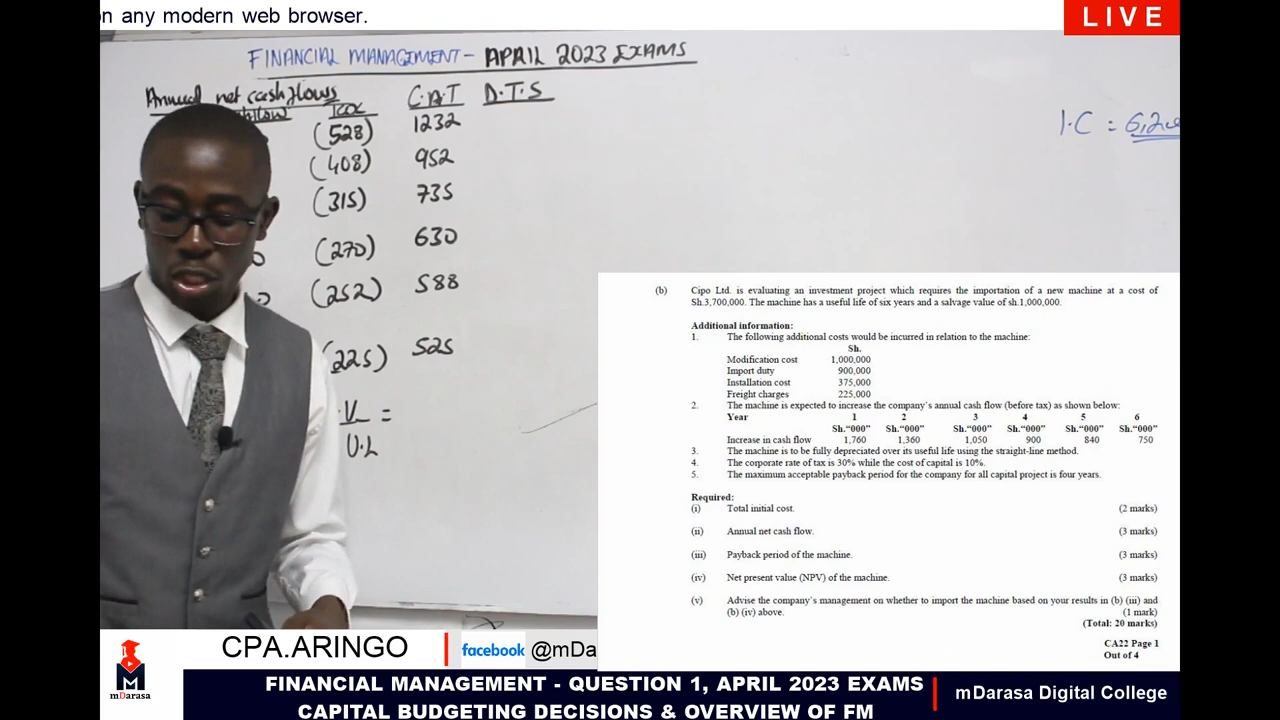 on any modern web browser.
LIVE
FINANCIAL MANAGEMENT - APRIL 2023 EXAMS
Annual net cashflows
Tax C.A.T D.T.S
(528) 1232
(408) 952
(315) 735
(270) 630
(252) 588
(225) 525
I.C =
V =
U.L
(b) Cipo Ltd. is evaluating an investment project which requires the importation of a new machine at a cost of
Sh.3,700,000. The machine has a useful life of six years and a salvage value of sh.1,000,000.
Additional information:
1. The following additional costs would be incurred in relation to the machine:
Sh.
Modification cost 1,000,000
Import duty 900,000
Installation cost 375,000
Freight charges 225,000
2. The machine is expected to increase the company's annual cash flow (before tax) as shown below:
Year 1 2 3 4 5 6
Sh."000" Sh."000" Sh."000" Sh."000" Sh."000" Sh."000"
Increase in cash flow 1,760 1,360 1,050 900 840 750
3. The machine is to be fully depreciated over its useful life using the straight-line method.
4. The corporate rate of tax is 30% while the cost of capital is 10%.
5. The maximum acceptable payback period for the company for all capital project is four years.
Required:
(i) Total initial cost. (2 marks)
(ii) Annual net cash flow. (3 marks)
(iii) Payback period of the machine. (3 marks)
(iv) Net present value (NPV) of the machine. (3 marks)
(v) Advise the company's management on whether to import the machine based on your results in (b) (iii) and
(b) (iv) above. (1 mark)
(Total: 20 marks)
CA22 Page 1
Out of 4
CPA.ARINGO
facebook @mDa
mDarasa
FINANCIAL MANAGEMENT - QUESTION 1, APRIL 2023 EXAMS
CAPITAL BUDGETING DECISIONS & OVERVIEW OF FM
mDarasa Digital College